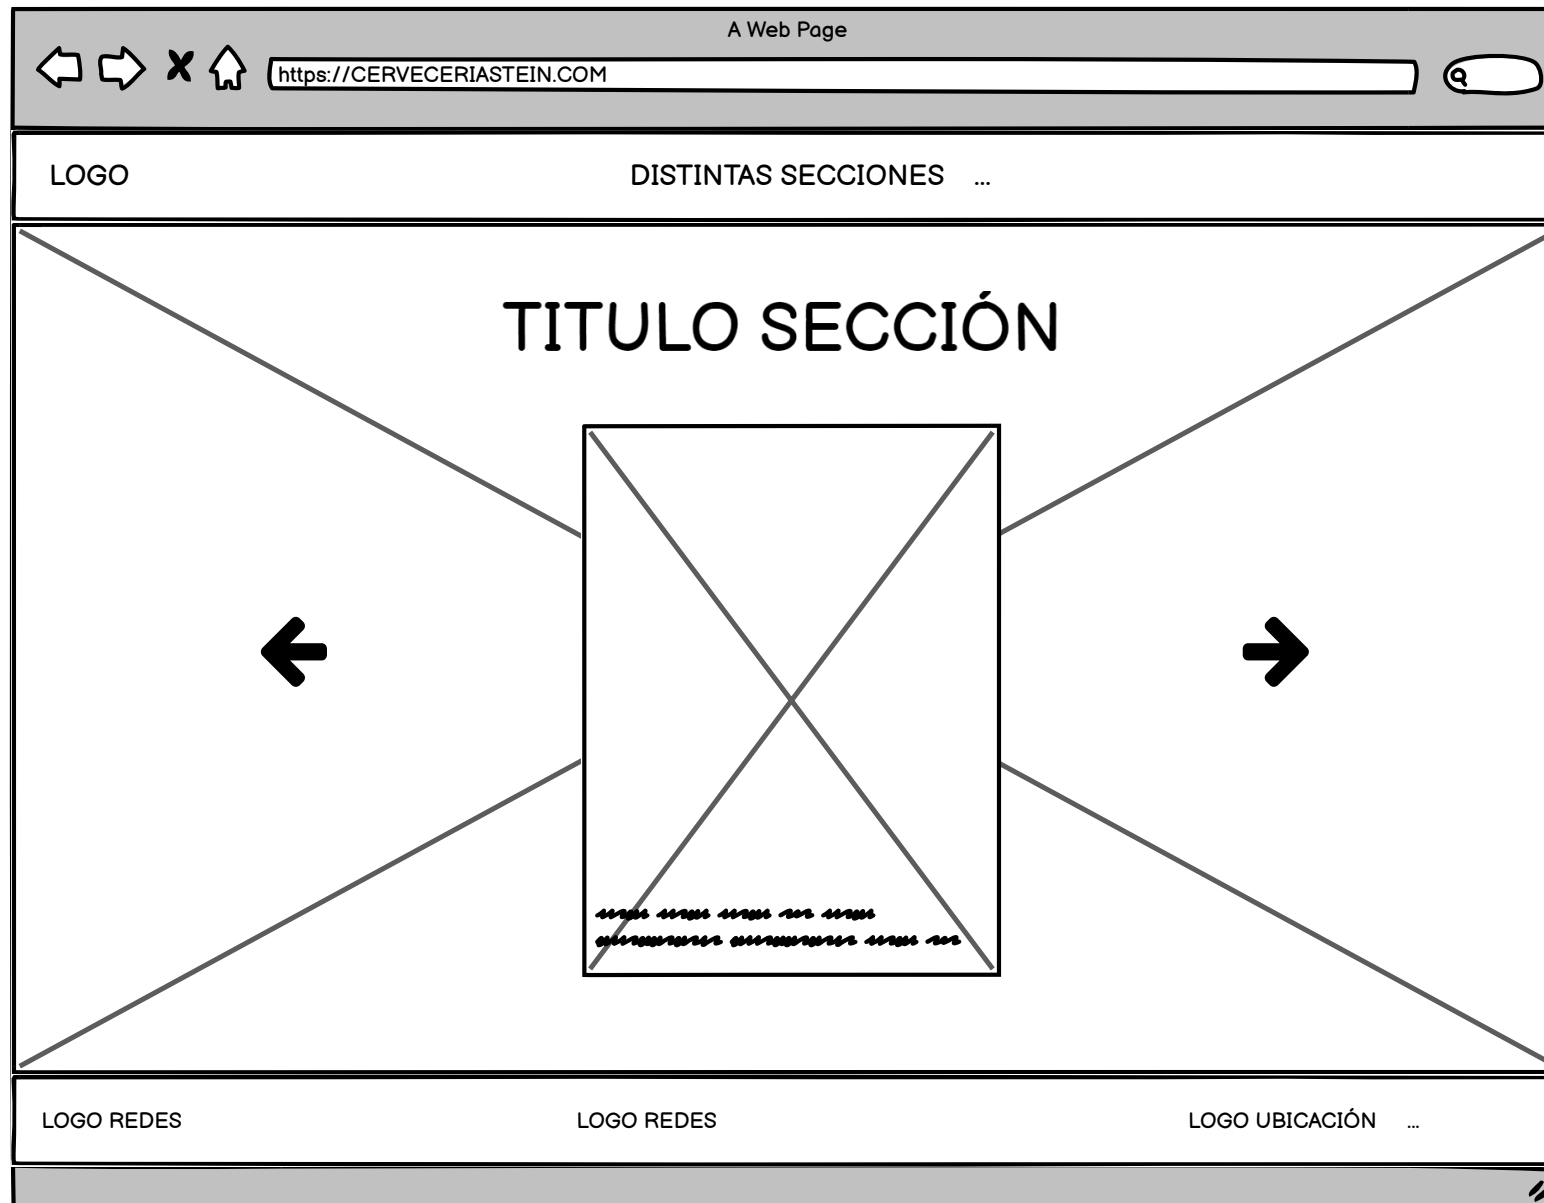 A Web Page
https://CERVECERIASTEIN.COM
LOGO DISTINTAS SECCIONES ...
TITULO SECCIÓN
LOGO REDES LOGO REDES LOGO UBICACIÓN ...